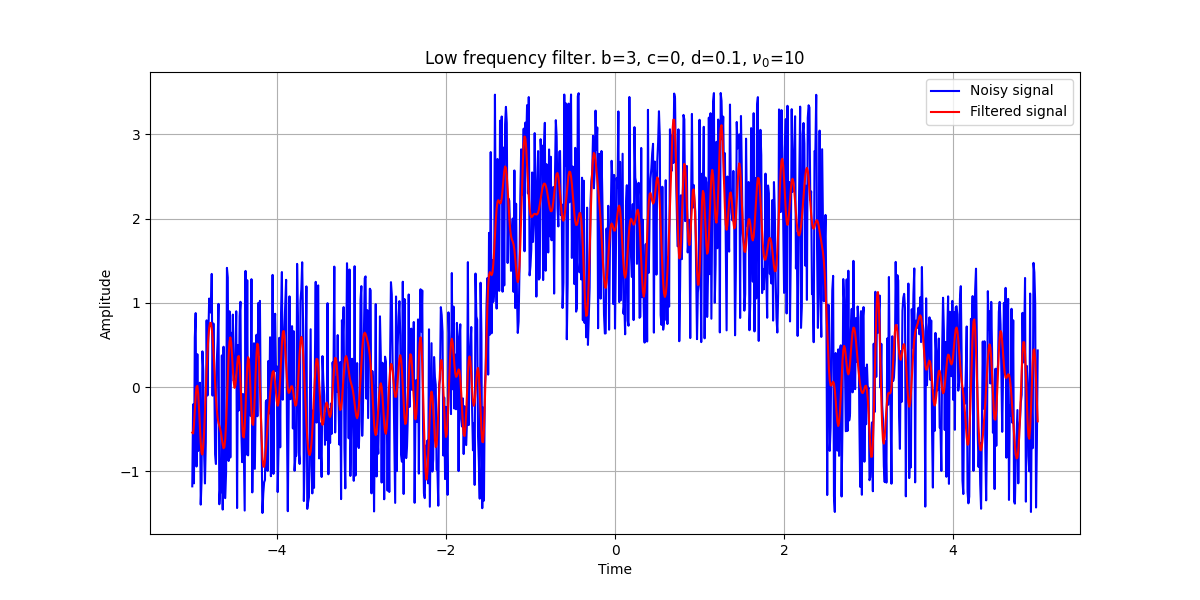 Low frequency filter. b=3, c=0, d=0.1, ν₀=10
Noisy signal
Filtered signal
Amplitude
3
2
1
0
−1
−4
−2
0
2
4
Time